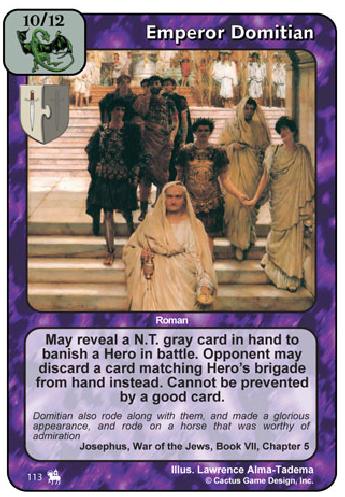 10/12
Emperor Domitian
Roman
May reveal a N.T. gray card in hand to
banish a Hero in battle. Opponent may
discard a card matching Hero's brigade
from hand instead. Cannot be prevented
by a good card.
Domitian also rode along with them, and made a glorious
appearance, and rode on a horse that was worthy of
admiration
Josephus, War of the Jews, Book VII, Chapter 5
Illus. Lawrence Alma-Tadema
113
© Cactus Game Design, Inc.